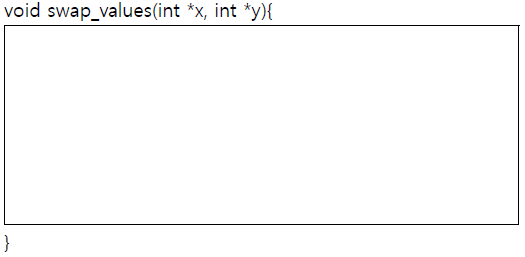 void swap_values(int *x, int *y){
}